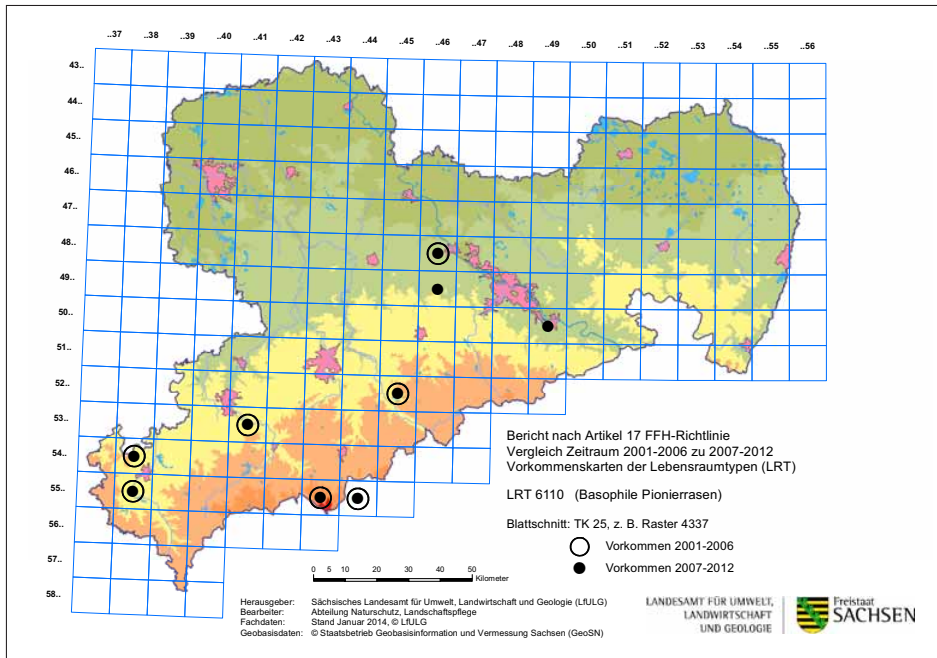 ..37 ..38 ..39 ..40 ..41 ..42 ..43 ..44 ..45 ..46 ..47 ..48 ..49 ..50 ..51 ..52 ..53 ..54 ..55 ..56
43..
44..
45..
46..
47..
48..
49..
50..
51..
52..
53..
54..
55..
56..
57..
58..
Bericht nach Artikel 17 FFH-Richtlinie
Vergleich Zeitraum 2001-2006 zu 2007-2012
Vorkommenskarten der Lebensraumtypen (LRT)
LRT 6110 (Basophile Pionierrasen)
Blattschnitt: TK 25, z. B. Raster 4337
Vorkommen 2001-2006
Vorkommen 2007-2012
0 5 10 20 30 40 50
Kilometer
Herausgeber: Sächsisches Landesamt für Umwelt, Landwirtschaft und Geologie (LfULG)
Bearbeiter: Abteilung Naturschutz, Landschaftspflege
Fachdaten: Stand Januar 2014, © LfULG
Geobasisdaten: © Staatsbetrieb Geobasisinformation und Vermessung Sachsen (GeoSN)
LANDESAMT FÜR UMWELT,
LANDWIRTSCHAFT
UND GEOLOGIE
Freistaat
SACHSEN